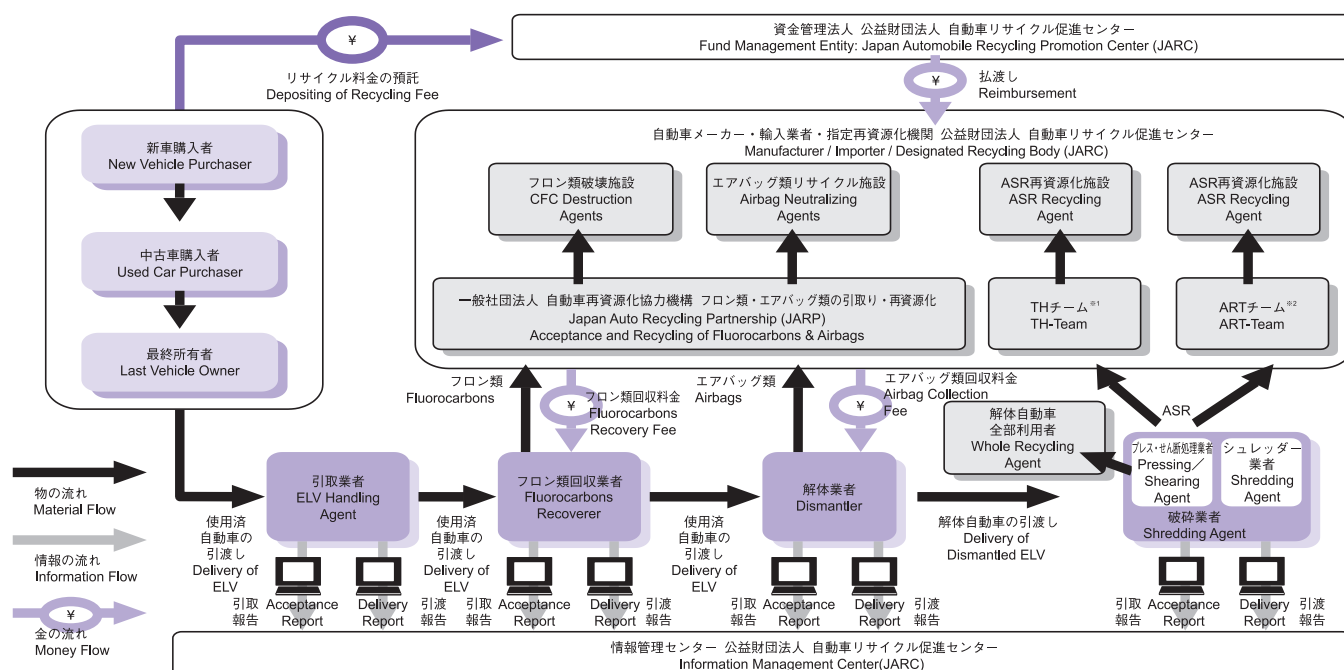 資金管理法人 公益財団法人 自動車リサイクル促進センター
Fund Management Entity: Japan Automobile Recycling Promotion Center (JARC)
¥
リサイクル料金の預託
Depositing of Recycling Fee
¥
払渡し
Reimbursement
新車購入者
New Vehicle Purchaser
中古車購入者
Used Car Purchaser
最終所有者
Last Vehicle Owner
自動車メーカー・輸入業者・指定再資源化機関 公益財団法人 自動車リサイクル促進センター
Manufacturer / Importer / Designated Recycling Body (JARC)
フロン類破壊施設
CFC Destruction
Agents
エアバッグ類リサイクル施設
Airbag Neutralizing
Agents
ASR再資源化施設
ASR Recycling
Agent
ASR再資源化施設
ASR Recycling
Agent
一般社団法人 自動車再資源化協力機構 フロン類・エアバッグ類の引取り・再資源化
Japan Auto Recycling Partnership (JARP)
Acceptance and Recycling of Fluorocarbons & Airbags
THチーム※1
TH-Team
ARTチーム※2
ART-Team
フロン類
Fluorocarbons
¥
フロン類回収料金
Fluorocarbons
Recovery Fee
エアバッグ類
Airbags
¥
エアバッグ類回収料金
Airbag Collection
Fee
ASR
解体自動車
全部利用者
Whole Recycling
Agent
プレス・せん断処理業者
Pressing／
Shearing
Agent
シュレッダー
業者
Shredding
Agent
破砕業者
Shredding Agent
引取業者
ELV Handling
Agent
フロン類回収業者
Fluorocarbons
Recoverer
解体業者
Dismantler
使用済
自動車の
引渡し
Delivery of
ELV
使用済
自動車の
引渡し
Delivery of
ELV
使用済
自動車の
引渡し
Delivery of
ELV
解体自動車の引渡し
Delivery of
Dismantled ELV
物の流れ
Material Flow
情報の流れ
Information Flow
¥
金の流れ
Money Flow
引取
報告
Acceptance
Report
Delivery
Report
引渡
報告
引取
報告
Acceptance
Report
Delivery
Report
引渡
報告
引取
報告
Acceptance
Report
Delivery
Report
引渡
報告
引取
報告
Acceptance
Report
Delivery
Report
引渡
報告
情報管理センター 公益財団法人 自動車リサイクル促進センター
Information Management Center(JARC)